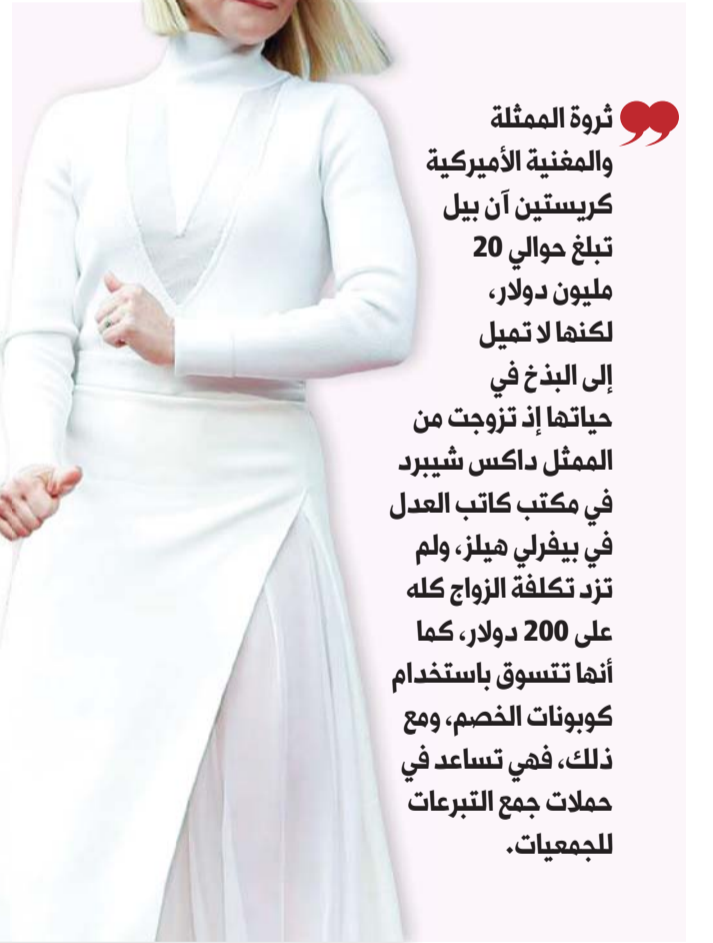 ثروة الممثلة
والمغنية الأميركية
كريستين آن بيل
تبلغ حوالي 20
مليون دولار،
لكنها لا تميل
إلى البذخ في
حياتها إذ تزوجت من
الممثل داكس شيبرد
في مكتب كاتب العدل
في بيفرلي هيلز، ولم
تزد تكلفة الزواج كله
على 200 دولار، كما
أنها تتسوق باستخدام
كوبونات الخصم، ومع
ذلك، فهي تساعد في
حملات جمع التبرعات
للجمعيات.